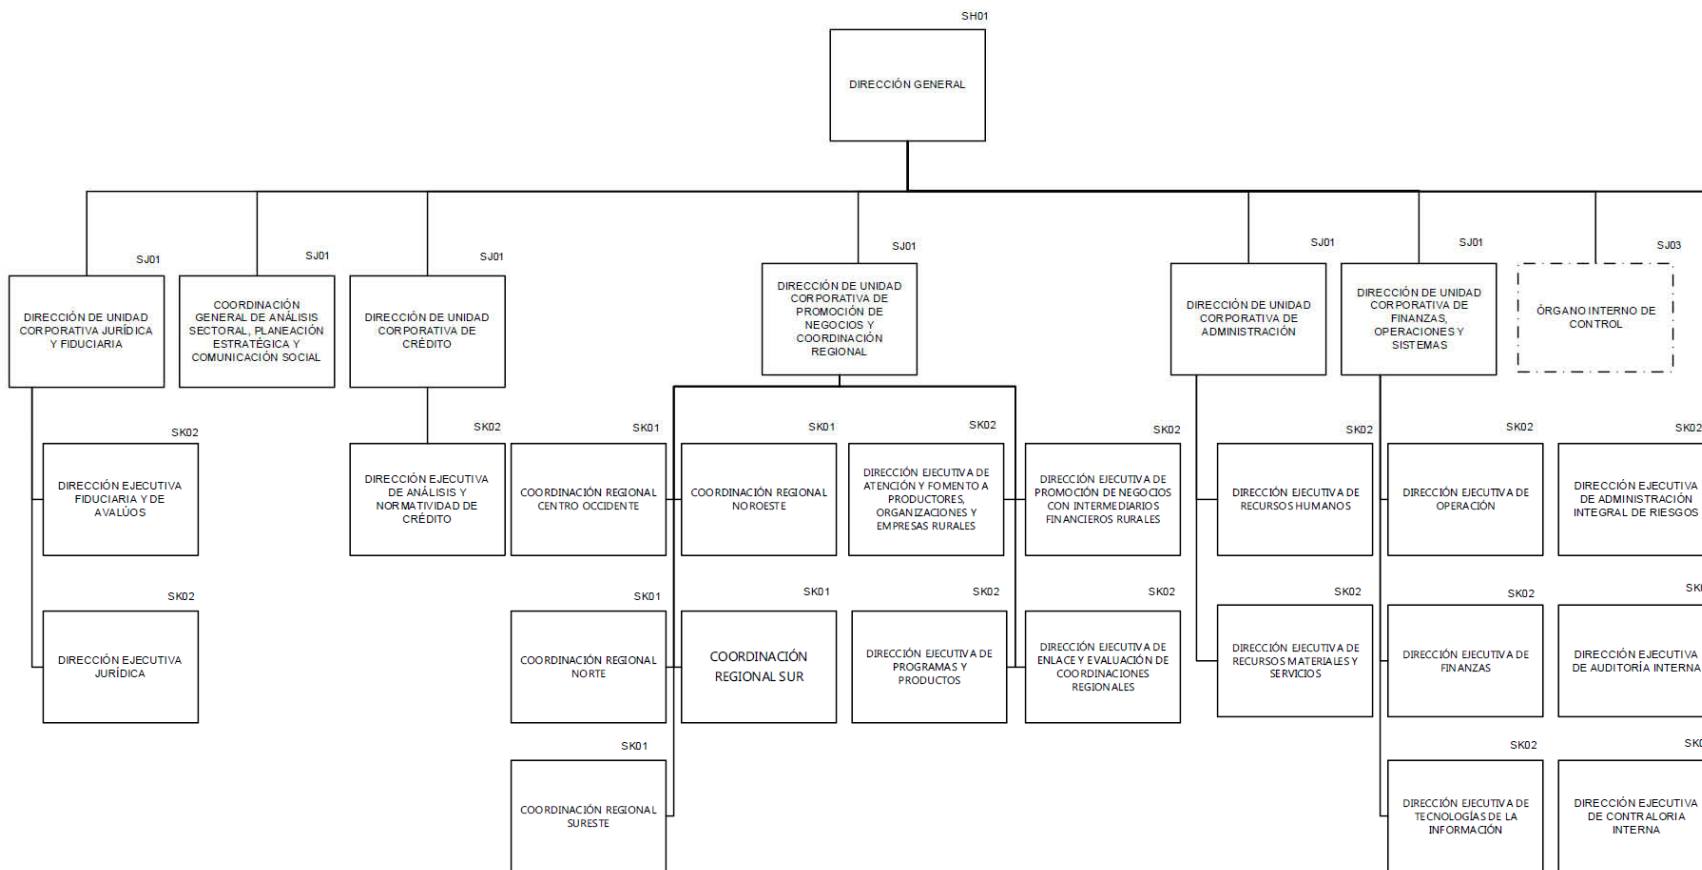 SH01
DIRECCIÓN GENERAL
SJ01
DIRECCIÓN DE UNIDAD
CORPORATIVA JURÍDICA
Y FIDUCIARIA
SJ01
COORDINACIÓN
GENERAL DE ANÁLISIS
SECTORAL, PLANEACIÓN
ESTRATÉGICA Y
COMUNICACIÓN SOCIAL
SJ01
DIRECCIÓN DE UNIDAD
CORPORATIVA DE
CRÉDITO
SJ01
DIRECCIÓN DE UNIDAD
CORPORATIVA DE
PROMOCIÓN DE
NEGOCIOS Y
COORDINACIÓN
REGIONAL
SJ01
DIRECCIÓN DE UNIDAD
CORPORATIVA DE
ADMINISTRACIÓN
SJ01
DIRECCIÓN DE UNIDAD
CORPORATIVA DE
FINANZAS,
OPERACIONES Y
SISTEMAS
SJ03
ÓRGANO INTERNO DE
CONTROL
SK02
DIRECCIÓN EJECUTIVA
FIDUCIARIA Y DE
AVALÚOS
SK02
DIRECCIÓN EJECUTIVA
DE ANÁLISIS Y
NORMATIVIDAD DE
CRÉDITO
SK01
COORDINACIÓN REGIONAL
CENTRO OCCIDENTE
SK01
COORDINACIÓN REGIONAL
NOROESTE
SK02
DIRECCIÓN EJECUTIVA DE
ATENCIÓN Y FOMENTO A
PRODUCTORES,
ORGANIZACIONES Y
EMPRESAS RURALES
SK02
DIRECCIÓN EJECUTIVA DE
PROMOCIÓN DE NEGOCIOS
CON INTERMEDIARIOS
FINANCIEROS RURALES
SK02
DIRECCIÓN EJECUTIVA DE
RECURSOS HUMANOS
SK02
DIRECCIÓN EJECUTIVA DE
OPERACIÓN
SK02
DIRECCIÓN EJECUTIVA
DE ADMINISTRACIÓN
INTEGRAL DE RIESGOS
SK02
DIRECCIÓN EJECUTIVA
JURÍDICA
SK01
COORDINACIÓN REGIONAL
NORTE
SK01
COORDINACIÓN
REGIONAL SUR
SK02
DIRECCIÓN EJECUTIVA DE
PROGRAMAS Y
PRODUCTOS
SK02
DIRECCIÓN EJECUTIVA DE
ENLACE Y EVALUACIÓN DE
COORDINACIONES
REGIONALES
SK02
DIRECCIÓN EJECUTIVA DE
RECURSOS MATERIALES Y
SERVICIOS
SK02
DIRECCIÓN EJECUTIVA DE
FINANZAS
DIRECCIÓN EJECUTIVA
DE AUDITORÍA INTERNA
SK01
COORDINACIÓN REGIONAL
SURESTE
SK02
DIRECCIÓN EJECUTIVA DE
TECNOLOGÍAS DE LA
INFORMACIÓN
DIRECCIÓN EJECUTIVA
DE CONTRALORIA
INTERNA